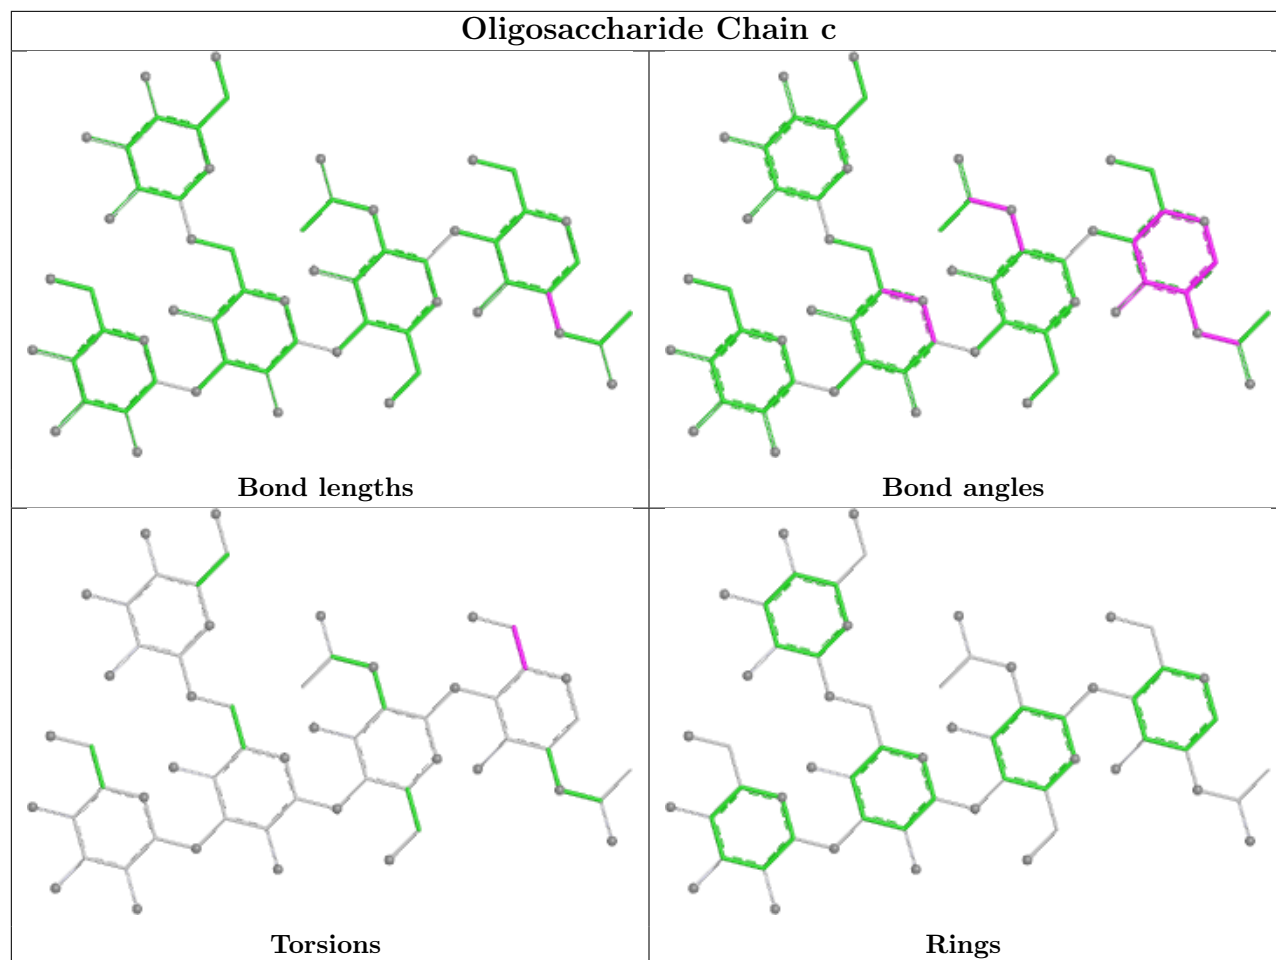 Oligosaccharide Chain c
Bond lengths
Bond angles
Torsions
Rings